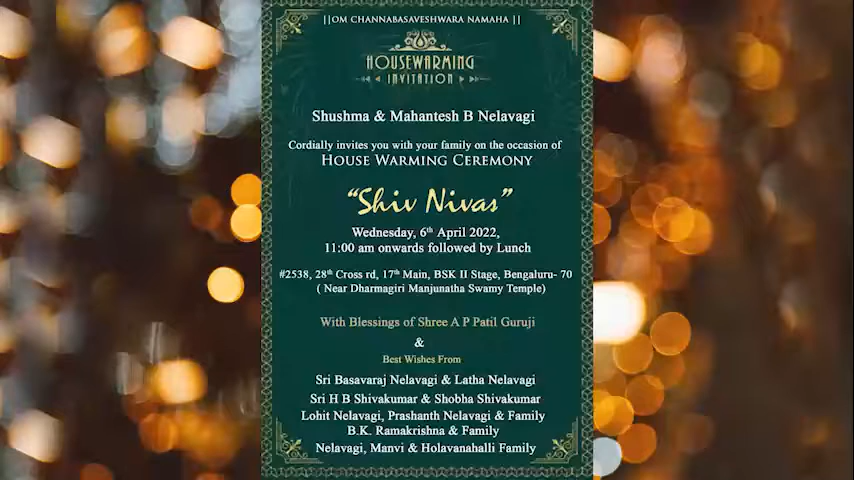 ||OM CHANNABASAVESHWARA NAMAHA ||
HOUSEWARMING
INVITATION
Shushma & Mahantesh B Nelavagi
Cordially invites you with your family on the occasion of
HOUSE WARMING CEREMONY
“Shiv Nivas”
Wednesday, 6th April 2022,
11:00 am onwards followed by Lunch
#2538, 28th Cross rd, 17th Main, BSK II Stage, Bengaluru- 70
( Near Dharmagiri Manjunatha Swamy Temple)
With Blessings of Shree A P Patil Guruji
&
Best Wishes From
Sri Basavaraj Nelavagi & Latha Nelavagi
Sri H B Shivakumar & Shobha Shivakumar
Lohit Nelavagi, Prashanth Nelavagi & Family
B.K. Ramakrishna & Family
Nelavagi, Manvi & Holavanahalli Family